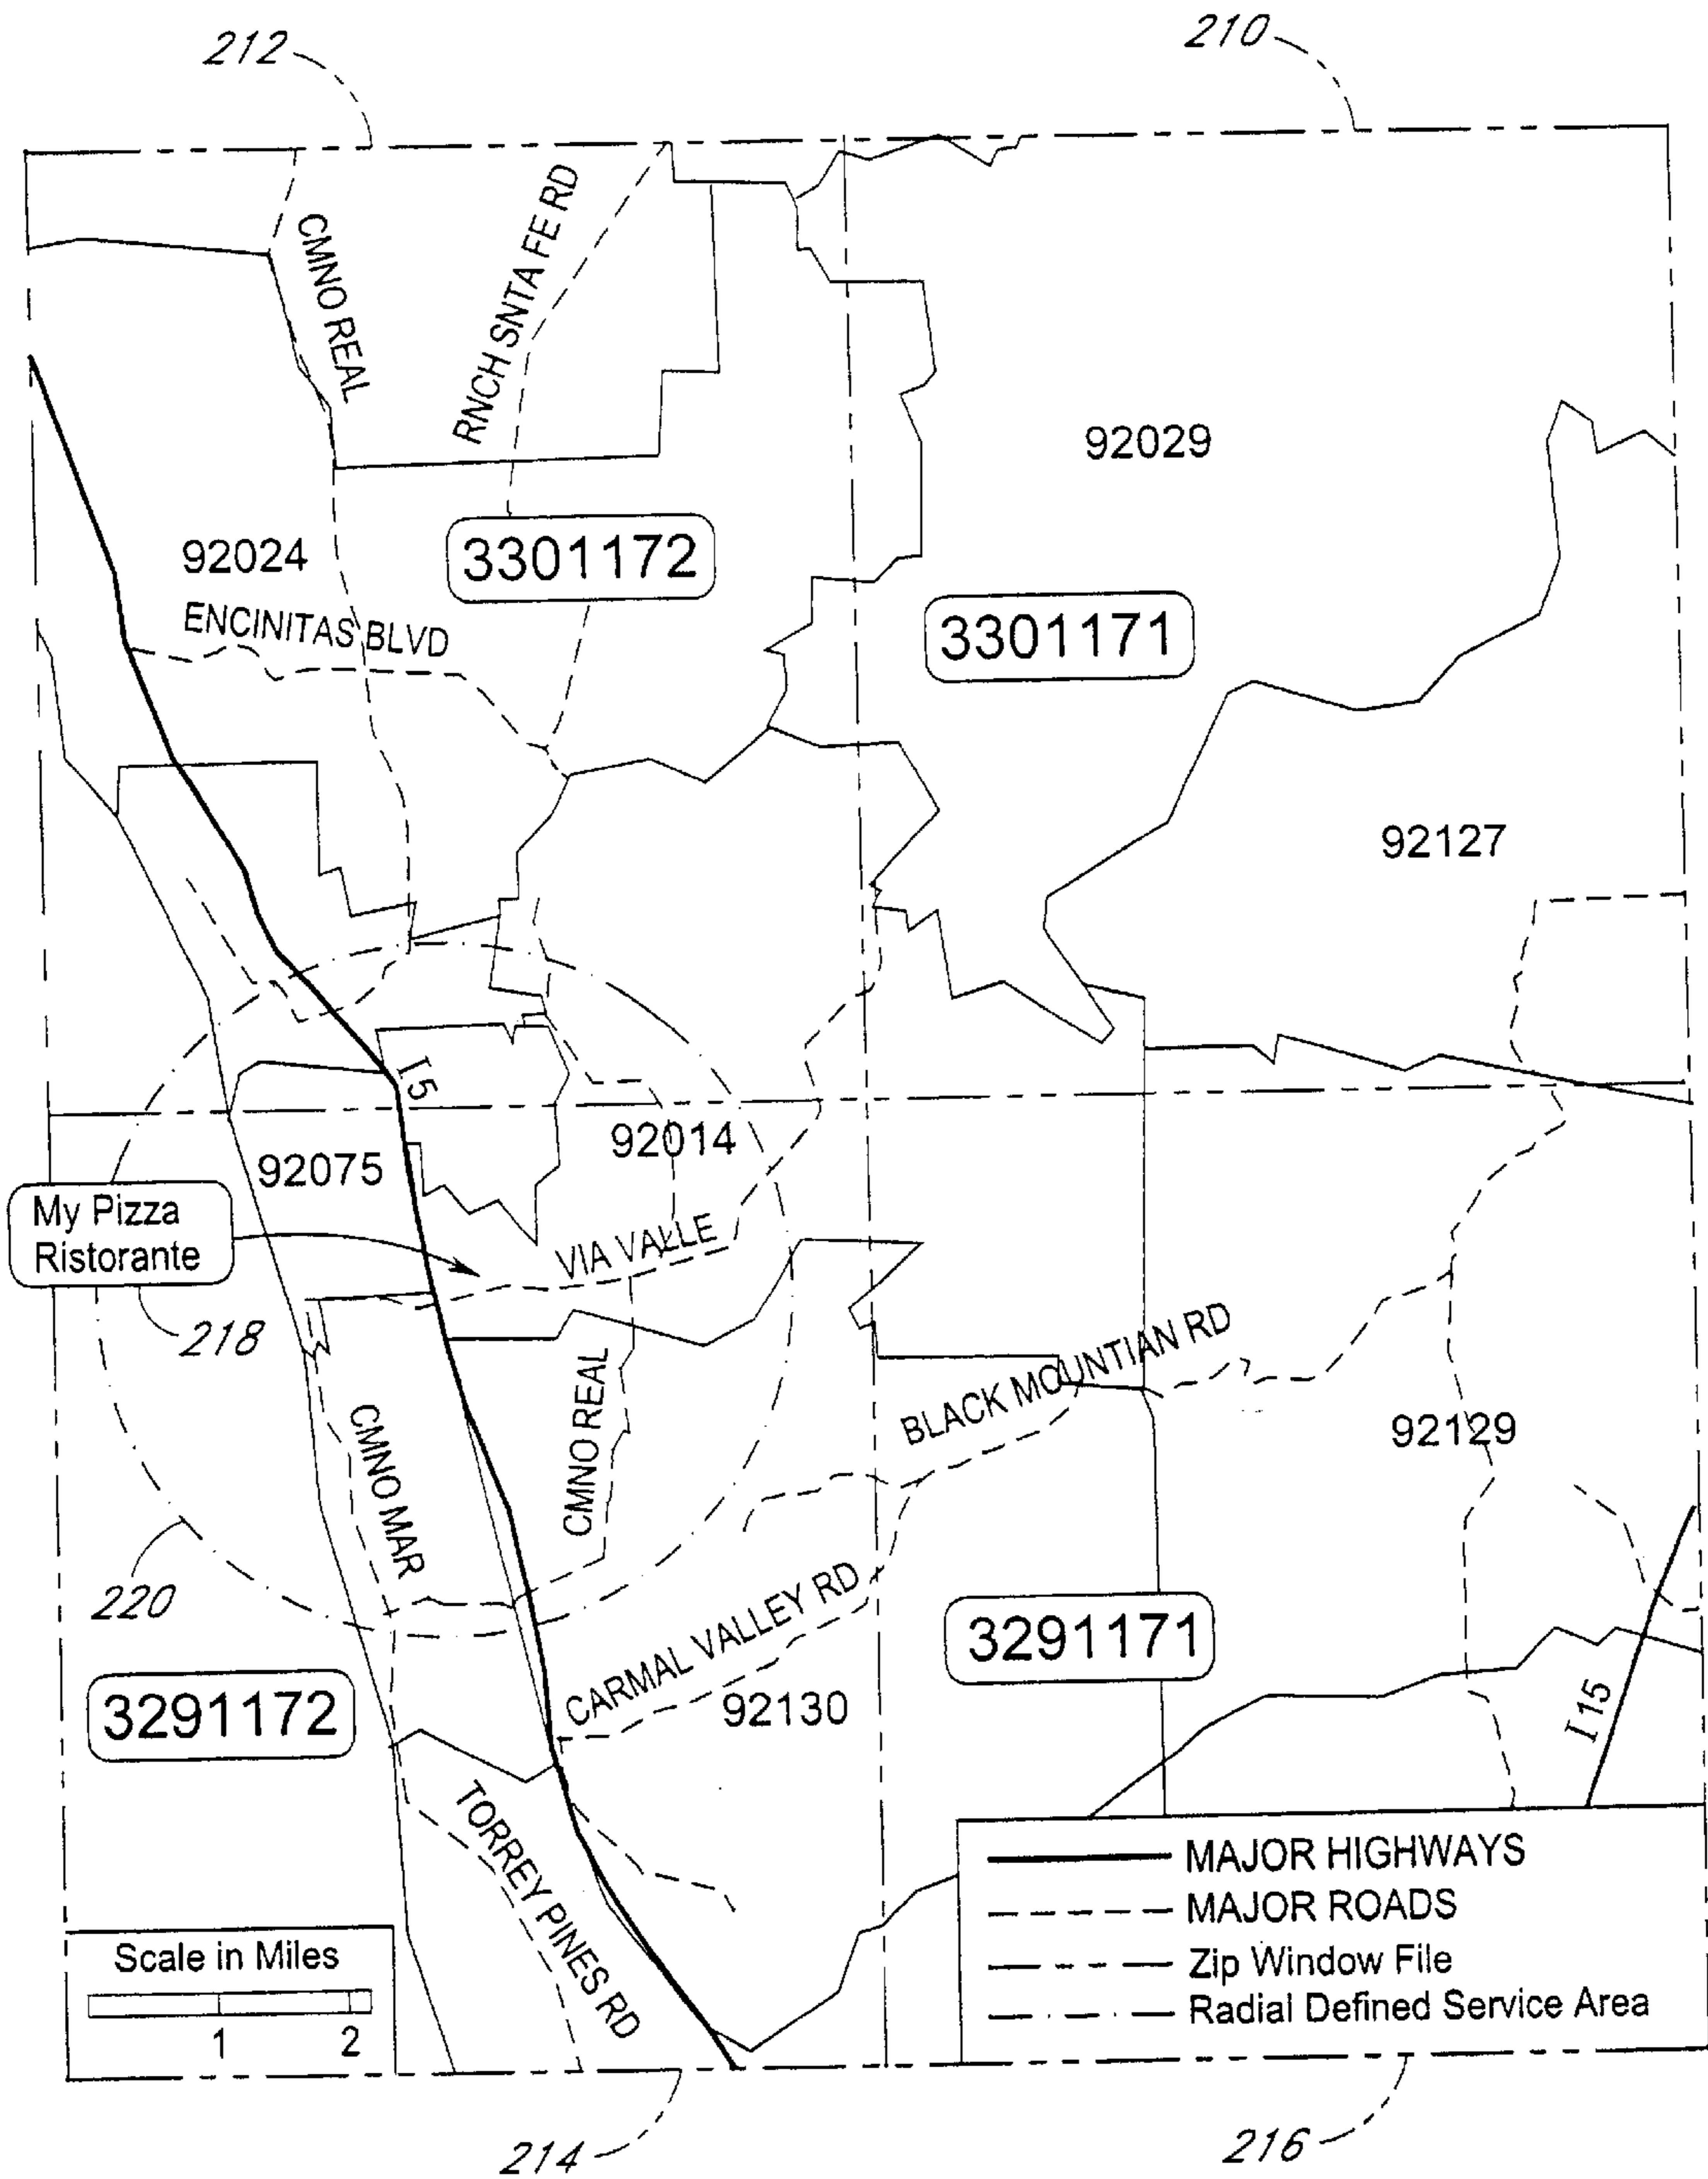 212
210
CMNO REAL
RNCH SNTA FE RD
92029
92024
3301172
ENCINITAS BLVD
3301171
92127
I5
92014
92075
My Pizza
Ristorante
VIA VALLE
218
BLACK MOUNTIAN RD
CMNO REAL
CMNO MAR
92129
220
CARMAL VALLEY RD
3291171
3291172
92130
I 15
TORREY PINES RD
MAJOR HIGHWAYS
MAJOR ROADS
Zip Window File
Radial Defined Service Area
Scale in Miles
1 2
214
216